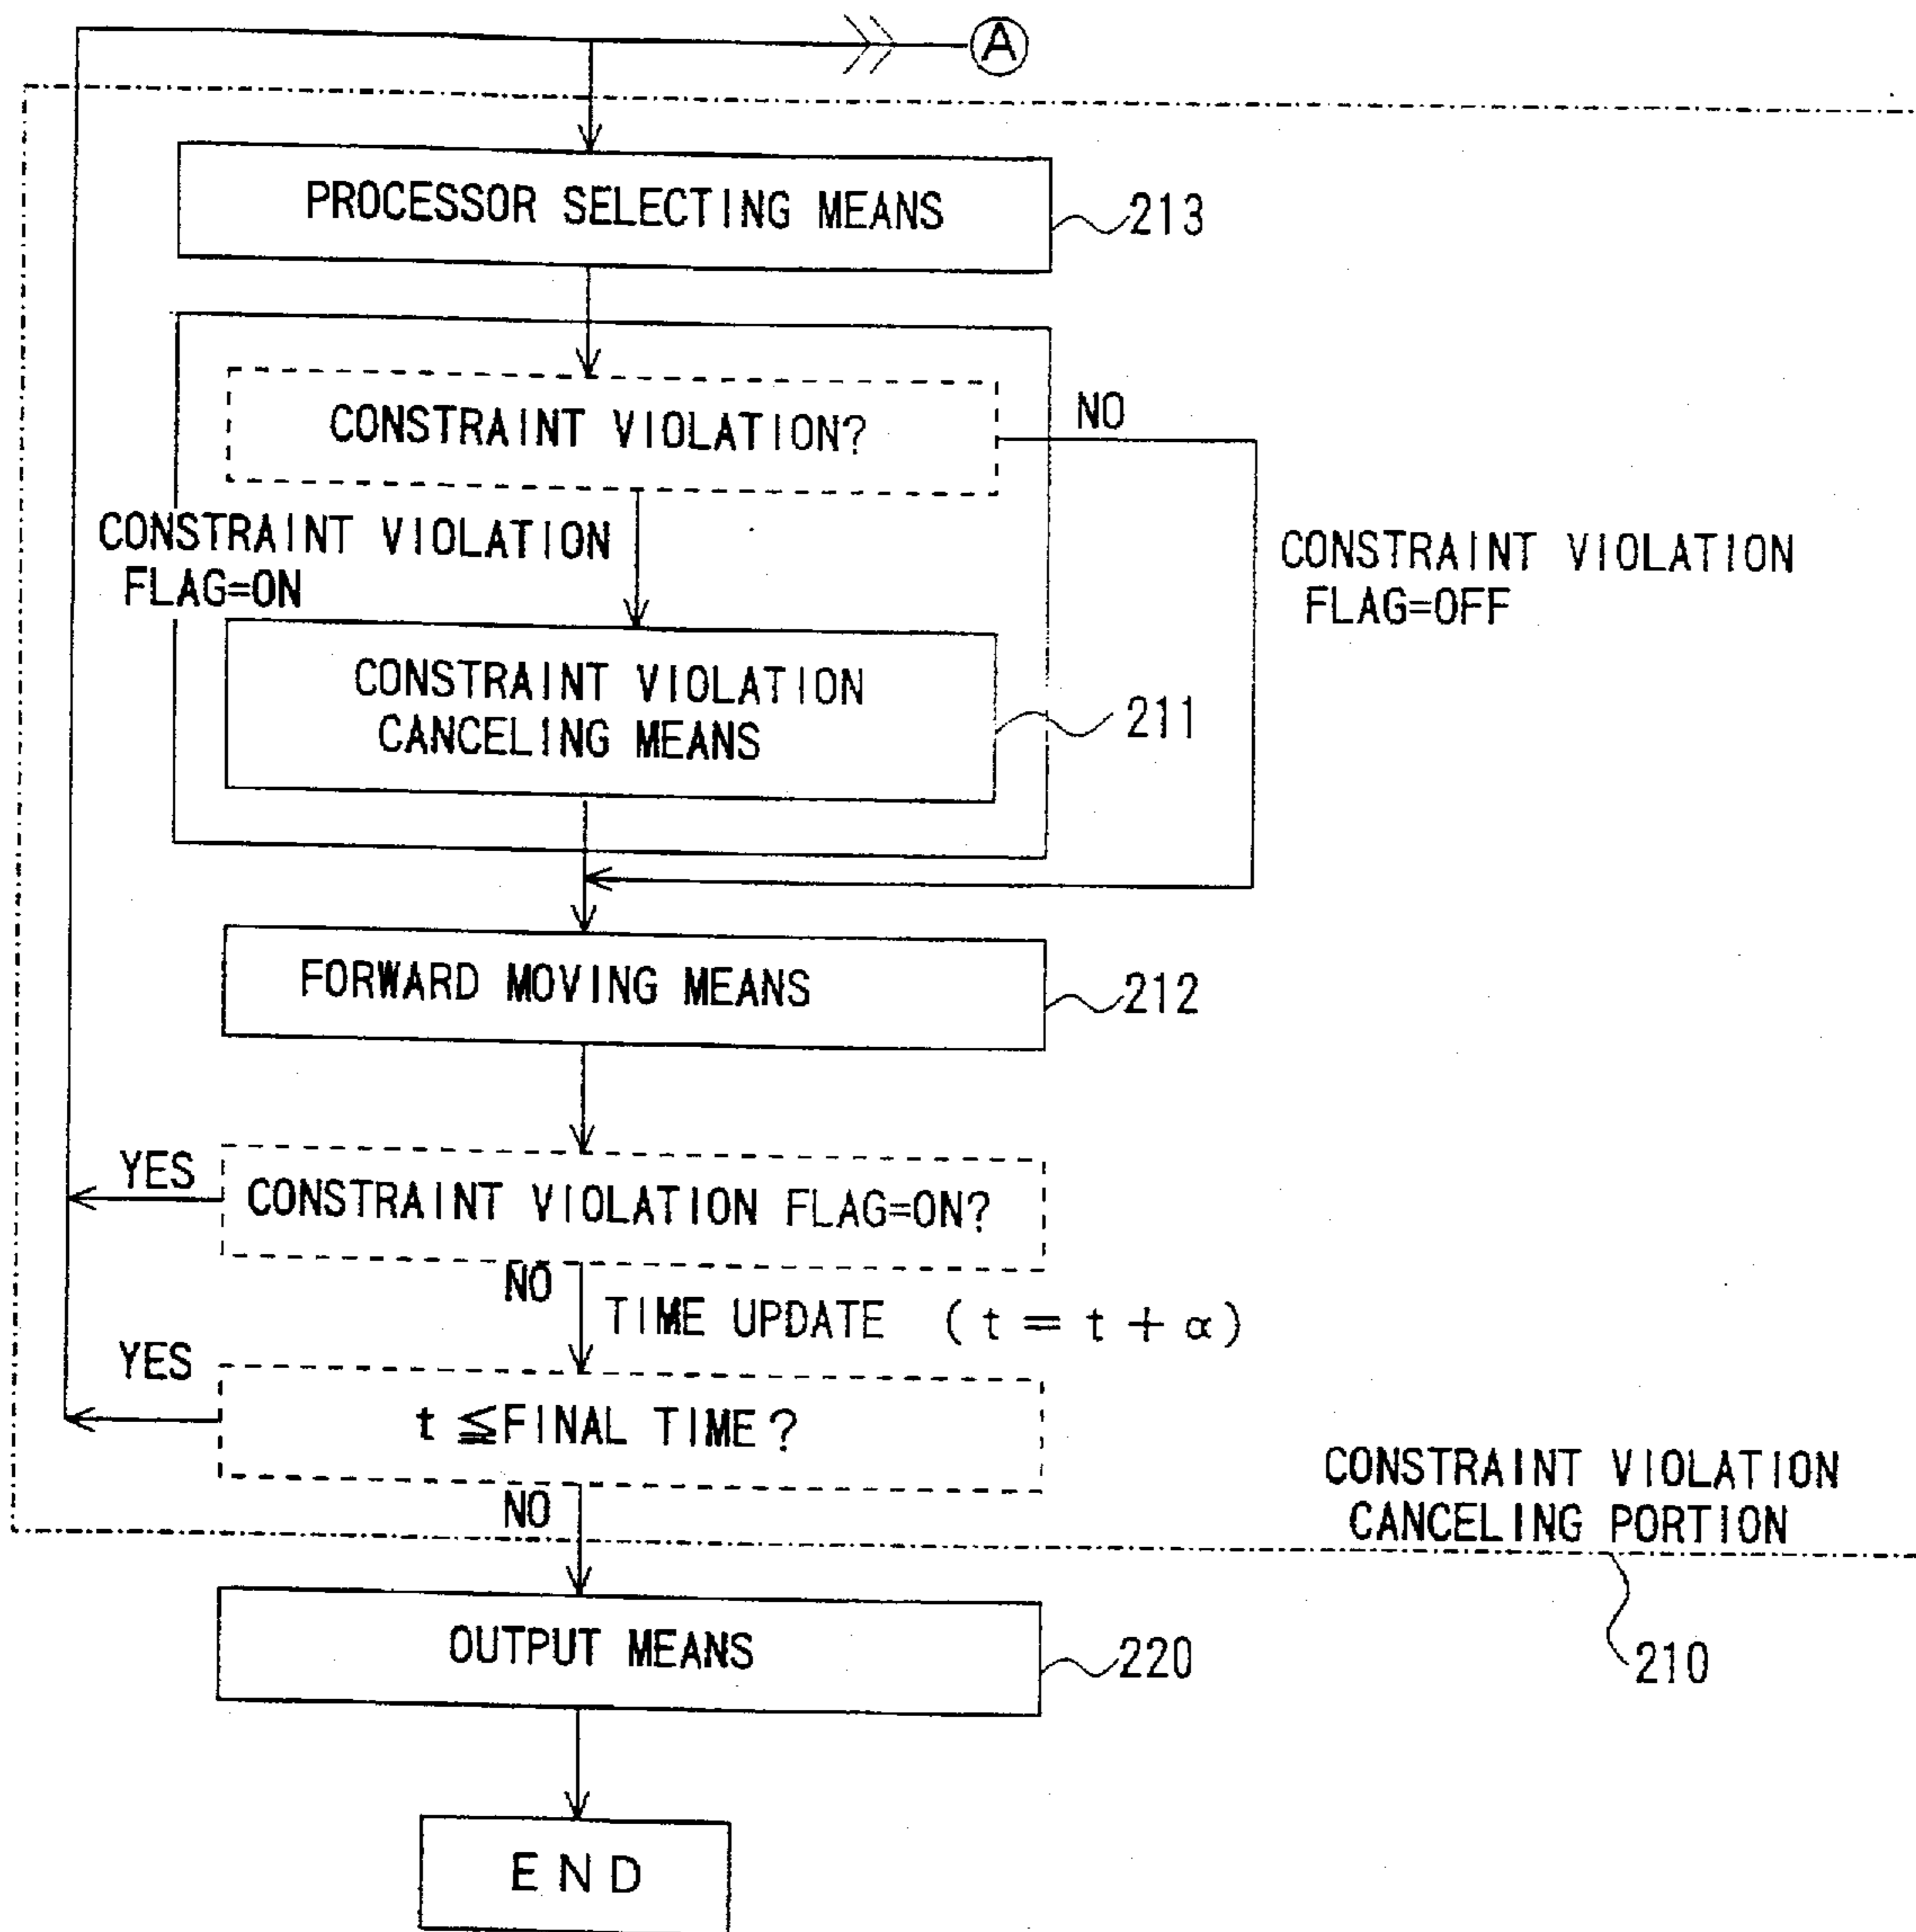 A
PROCESSOR SELECTING MEANS
213
CONSTRAINT VIOLATION?
NO
CONSTRAINT VIOLATION
FLAG=ON
CONSTRAINT VIOLATION
FLAG=OFF
CONSTRAINT VIOLATION
CANCELING MEANS
211
FORWARD MOVING MEANS
212
YES
CONSTRAINT VIOLATION FLAG=ON?
NO
TIME UPDATE (t = t + α)
YES
t ≦FINAL TIME?
NO
CONSTRAINT VIOLATION
CANCELING PORTION
OUTPUT MEANS
220
210
END